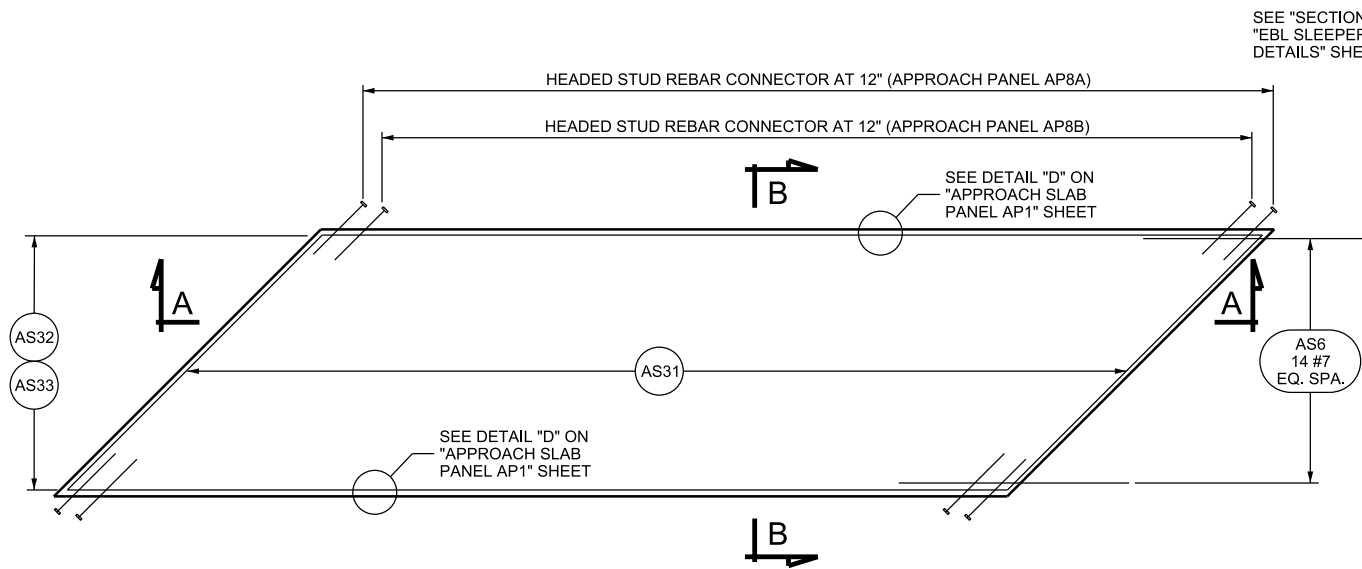 SEE "SECTION
"EBL SLEEPER
DETAILS" SHE
HEADED STUD REBAR CONNECTOR AT 12" (APPROACH PANEL AP8A)
HEADED STUD REBAR CONNECTOR AT 12" (APPROACH PANEL AP8B)
B
SEE DETAIL "D" ON
"APPROACH SLAB
PANEL AP1" SHEET
A
A
AS32
AS33
AS31
AS6
14 #7
EQ. SPA.
SEE DETAIL "D" ON
"APPROACH SLAB
PANEL AP1" SHEET
B